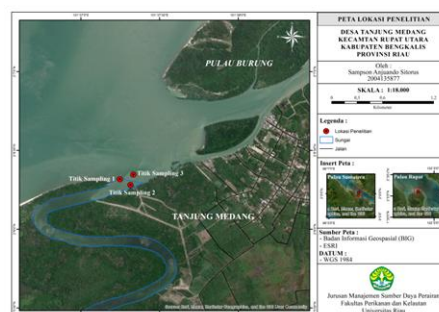 PETA LOKASI PENELITIAN
DESA TANJUNG MEDANG
KECAMTAN RUPAT UTARA
KABUPATEN BENGKALIS
PROVINSI RIAU
Oleh :
Sampson Anjuando Sitorus
2004135877
SKALA : 1:18.000
Kilometer
Legenda :
Lokasi Penelitian
Sungai
Jalan
Insert Peta :
Pulau Sumatera
Pulau Rupat
Sumber Peta :
- Badan Informasi Geospasial (BIG)
- ESRI
DATUM :
- WGS 1984
Jurusan Manajemen Sumber Daya Perairan
Fakultas Perikanan dan Kelautan
Universitas Riau
PULAU BURUNG
Titik Sampling 3
Titik Sampling 1
Titik Sampling 2
TANJUNG MEDANG